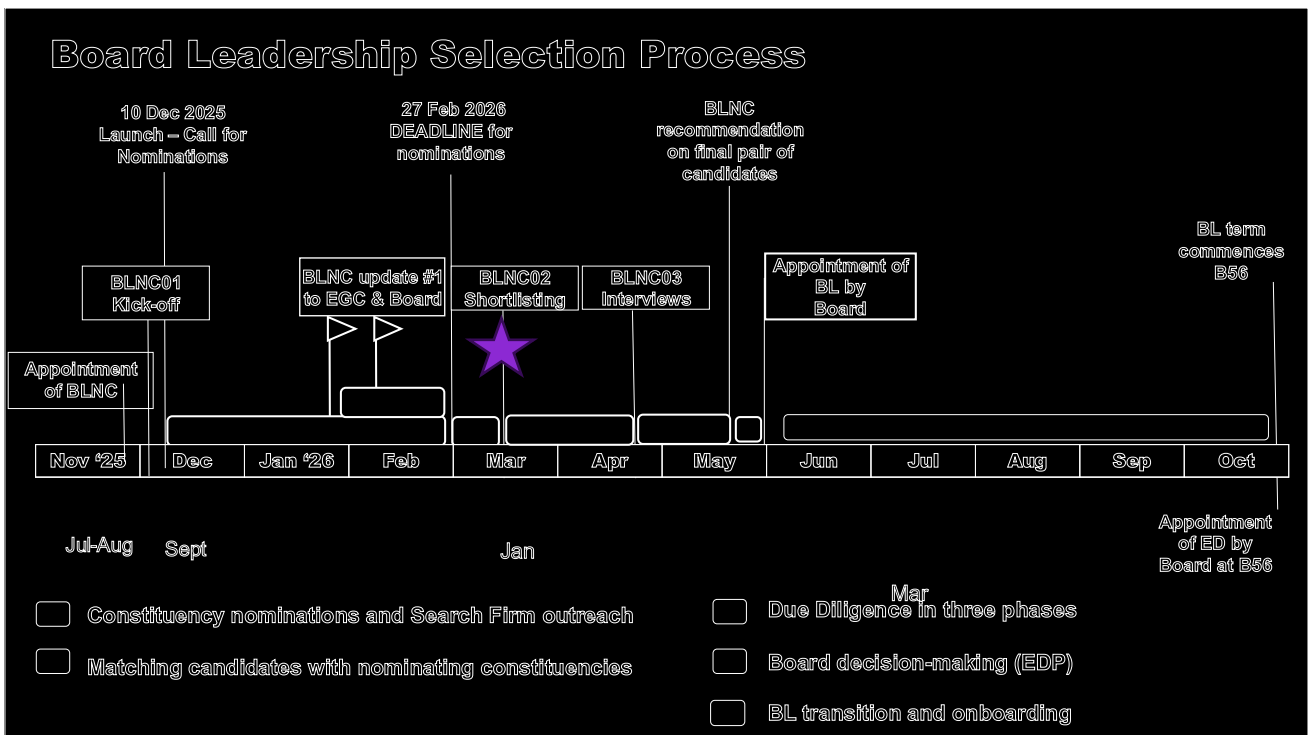 Board Leadership Selection Process
10 Dec 2025
Launch – Call for
Nominations
27 Feb 2026
DEADLINE for
nominations
BLNC
recommendation
on final pair of
candidates
BL term
commences
B56
BLNC01
Kick-off
BLNC update #1
to EGC & Board
BLNC02
Shortlisting
BLNC03
Interviews
Appointment of
BL by
Board
Appointment
of BLNC
Nov ‘25
Dec
Jan ‘26
Feb
Mar
Apr
May
Jun
Jul
Aug
Sep
Oct
Appointment
of ED by
Board at B56
Jul-Aug
Sept
Jan
Mar
Constituency nominations and Search Firm outreach
Matching candidates with nominating constituencies
Due Diligence in three phases
Board decision-making (EDP)
BL transition and onboarding